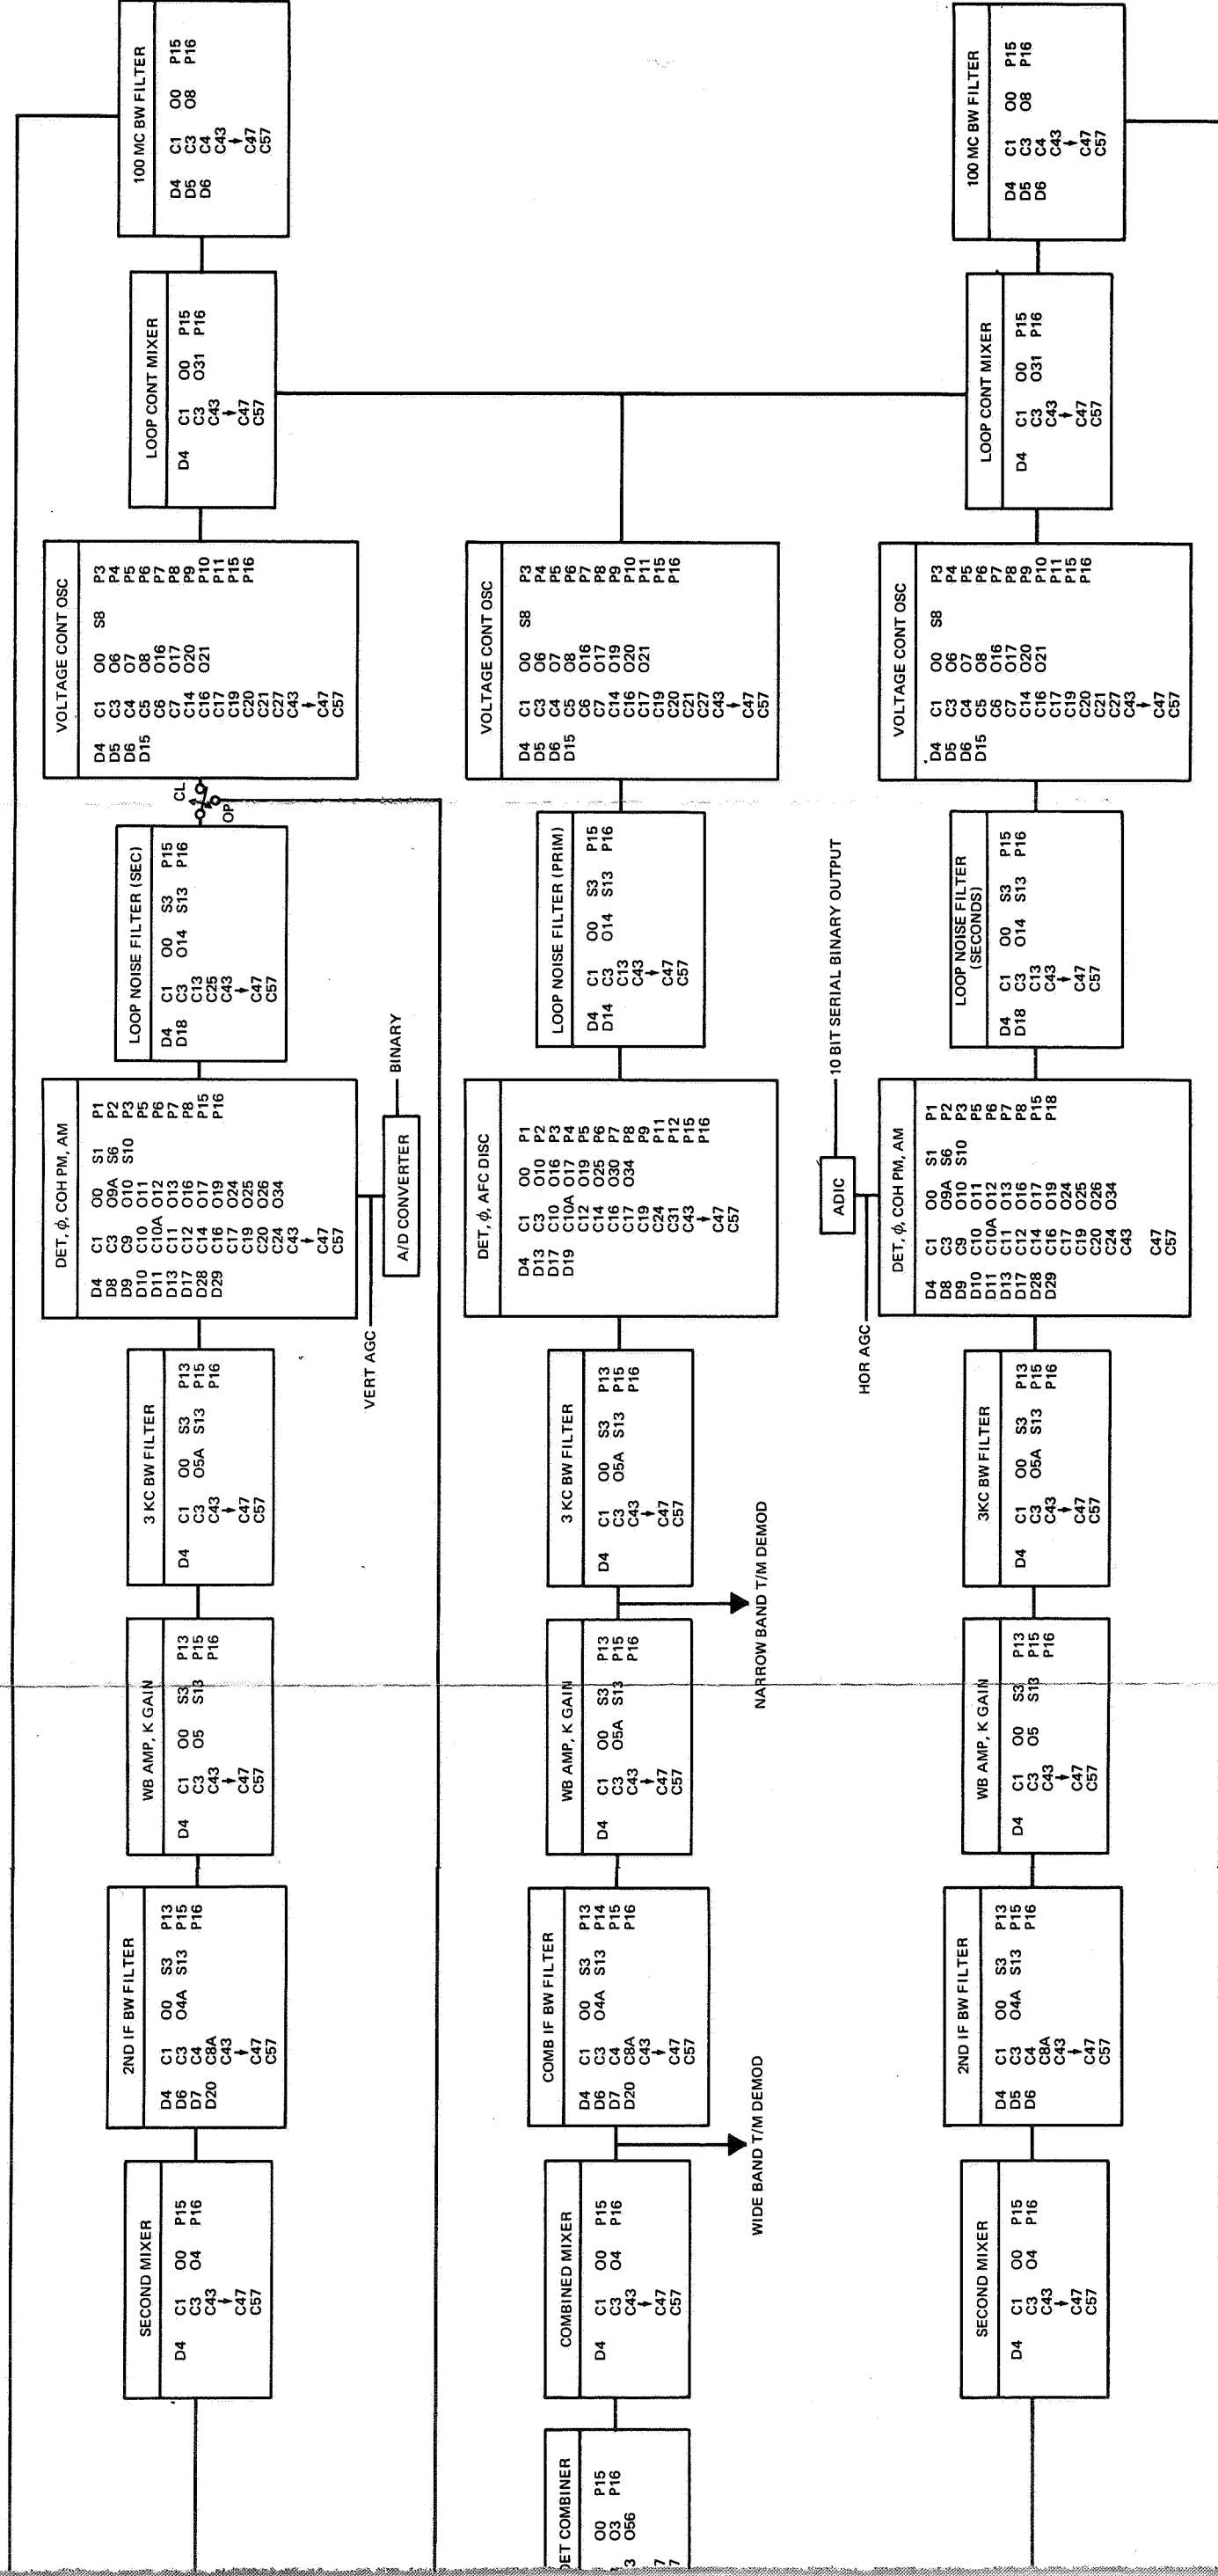 SECOND MIXER
D4 C1 O0 P15
C3 O4 P16
C43
→
C47
C57
2ND IF BW FILTER
D4 C1 O0 S3 P13
D6 C3 O4A S13 P15
D7 C4 P16
D20 C8A
C43
→
C47
C57
WB AMP, K GAIN
D4 C1 O0 S3 P13
C3 O5 S13 P15
C43 P16
→
C47
C57
3 KC BW FILTER
D4 C1 O0 S3 P13
C3 O5A S13 P15
C43 P16
→
C47
C57
DET, ϕ, COH PM, AM
D4 C1 O0 S1 P1
D8 C3 O9A S6 P2
D9 C9 O10 S10 P3
D10 C10 O11 P5
D11 C10A O12 P6
D13 C11 O13 P7
D17 C12 O16 P8
D28 C14 O17 P15
D29 C16 O19 P16
C17 O24
C19 O25
C20 O26
C24 O34
C43
→
C47
C57
VERT AGC
A/D CONVERTER
BINARY
LOOP NOISE FILTER (SEC)
D4 C1 O0 S3 P15
D18 C3 O14 S13 P16
C13
C25
C43
→
C47
C57
CL
OP
VOLTAGE CONT OSC
D4 C1 O0 S8 P3
D5 C3 O6 P4
D6 C4 O7 P5
D15 C5 O8 P6
C6 O16 P7
C7 O17 P8
C14 O20 P9
C16 O21 P10
C17 P11
C19 P15
C20 P16
C21
C27
C43
→
C47
C57
LOOP CONT MIXER
D4 C1 O0 P15
C3 O31 P16
C43
→
C47
C57
100 MC BW FILTER
D4 C1 O0 P15
D5 C3 O8 P16
D6 C4
C43
→
C47
C57
DET COMBINER
O0 P15
O3 P16
3 O56
7
7
COMBINED MIXER
D4 C1 O0 P15
C3 O4 P16
C43
→
C47
C57
WIDE BAND T/M DEMOD
COMB IF BW FILTER
D4 C1 O0 S3 P13
D6 C3 O4A S13 P14
D7 C4 P15
D20 C8A P16
C43
→
C47
C57
WB AMP, K GAIN
D4 C1 O0 S3 P13
C3 O5A S13 P15
C43 P16
→
C47
C57
NARROW BAND T/M DEMOD
3 KC BW FILTER
D4 C1 O0 S3 P13
C3 O5A S13 P15
C43 P16
→
C47
C57
DET, ϕ, AFC DISC
D4 C1 O0 P1
D13 C3 O10 P2
D17 C10 O16 P3
D19 C10A O17 P4
C12 O19 P5
C14 O25 P6
C16 O30 P7
C17 O34 P8
C19 P9
C24 P11
C31 P12
C43 P15
→ P16
C47
C57
LOOP NOISE FILTER (PRIM)
D4 C1 O0 S3 P15
D14 C3 O14 S13 P16
C13
C43
→
C47
C57
VOLTAGE CONT OSC
D4 C1 O0 S8 P3
D5 C3 O6 P4
D6 C4 O7 P5
D15 C5 O8 P6
C6 O16 P7
C7 O17 P8
C14 O19 P9
C16 O20 P10
C17 O21 P11
C19 P15
C20 P16
C21
C27
C43
→
C47
C57
SECOND MIXER
D4 C1 O0 P15
C3 O4 P16
C43
→
C47
C57
2ND IF BW FILTER
D4 C1 O0 S3 P13
D5 C3 O4A S13 P15
D6 C4 P16
C8A
C43
→
C47
C57
WB AMP, K GAIN
D4 C1 O0 S3 P13
C3 O5 S13 P15
C43 P16
→
C47
C57
3KC BW FILTER
D4 C1 O0 S3 P13
C3 O5A S13 P15
C43 P16
→
C47
C57
HOR AGC
ADIC
10 BIT SERIAL BINARY OUTPUT
DET, ϕ, COH PM, AM
D4 C1 O0 S1 P1
D8 C3 O9A S6 P2
D9 C9 O10 S10 P3
D10 C10 O11 P5
D11 C10A O12 P6
D13 C11 O13 P7
D17 C12 O16 P8
D28 C14 O17 P15
D29 C16 O19 P18
C17 O24
C19 O25
C20 O26
C24 O34
C43
C47
C57
LOOP NOISE FILTER
(SECONDS)
D4 C1 O0 S3 P15
D18 C3 O14 S13 P16
C13
C43
→
C47
C57
VOLTAGE CONT OSC
D4 C1 O0 S8 P3
D5 C3 O6 P4
D6 C4 O7 P5
D15 C5 O8 P6
C6 O16 P7
C7 O17 P8
C14 O20 P9
C16 O21 P10
C17 P11
C19 P15
C20 P16
C21
C27
C43
→
C47
C57
LOOP CONT MIXER
D4 C1 O0 P15
C3 O31 P16
C43
→
C47
C57
100 MC BW FILTER
D4 C1 O0 P15
D5 C3 O8 P16
D6 C4
C43
→
C47
C57